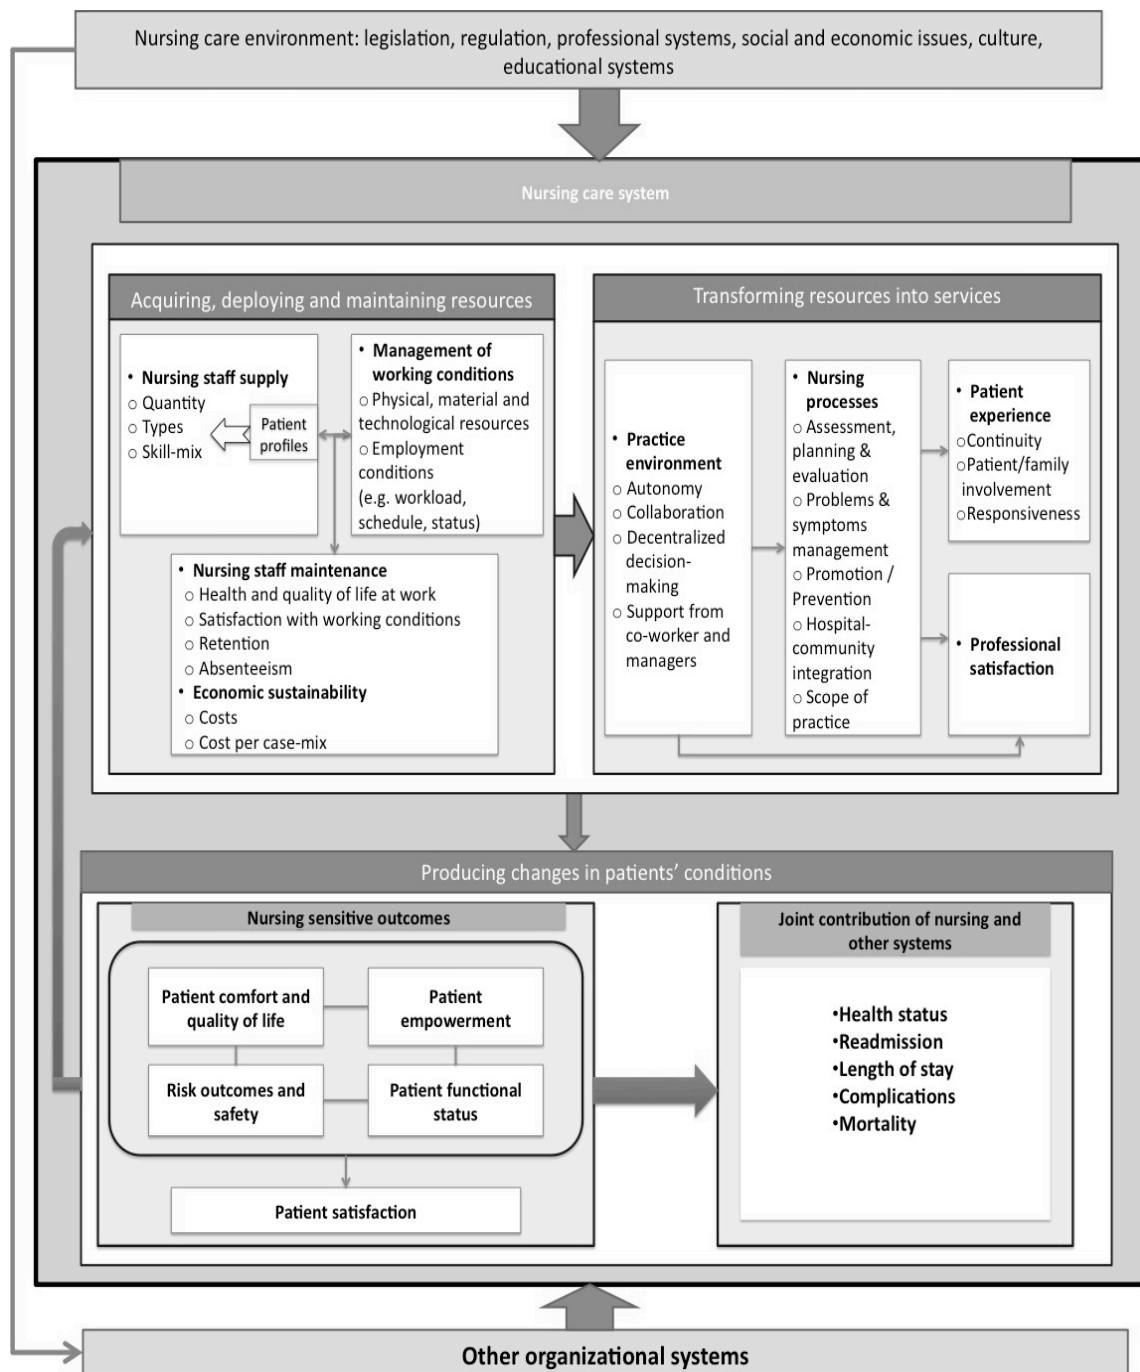 Nursing care environment: legislation, regulation, professional systems, social and economic issues, culture,
educational systems
Nursing care system
Acquiring, deploying and maintaining resources
• Nursing staff supply
○ Quantity
○ Types
○ Skill-mix
Patient
profiles
• Management of
working conditions
○ Physical, material and
technological resources
○ Employment
conditions
(e.g. workload,
schedule, status)
• Nursing staff maintenance
○ Health and quality of life at work
○ Satisfaction with working conditions
○ Retention
○ Absenteeism
• Economic sustainability
○ Costs
○ Cost per case-mix
Transforming resources into services
• Practice
environment
○ Autonomy
○ Collaboration
○ Decentralized
decision-
making
○ Support from
co-worker and
managers
• Nursing
processes
○ Assessment,
planning &
evaluation
○ Problems &
symptoms
management
○ Promotion /
Prevention
○ Hospital-
community
integration
○ Scope of
practice
• Patient
experience
○Continuity
○Patient/family
involvement
○Responsiveness
• Professional
satisfaction
Producing changes in patients' conditions
Nursing sensitive outcomes
Patient comfort and
quality of life
Patient
empowerment
Risk outcomes and
safety
Patient functional
status
Patient satisfaction
Joint contribution of nursing and
other systems
•Health status
•Readmission
•Length of stay
•Complications
•Mortality
Other organizational systems